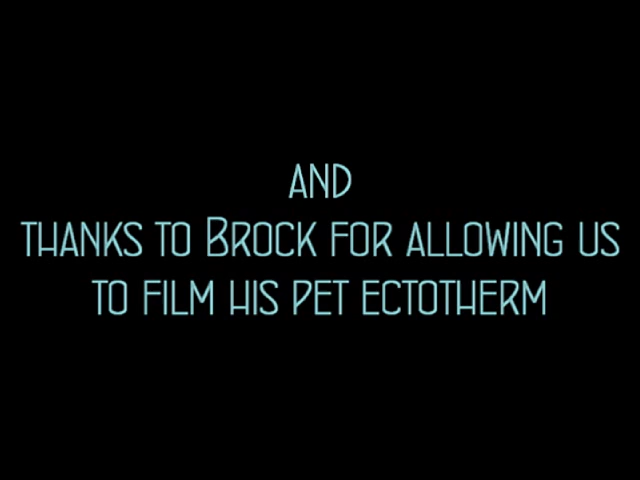 AND
THANKS TO BROCK FOR ALLOWING US
TO FILM HIS PET ECTOTHERM